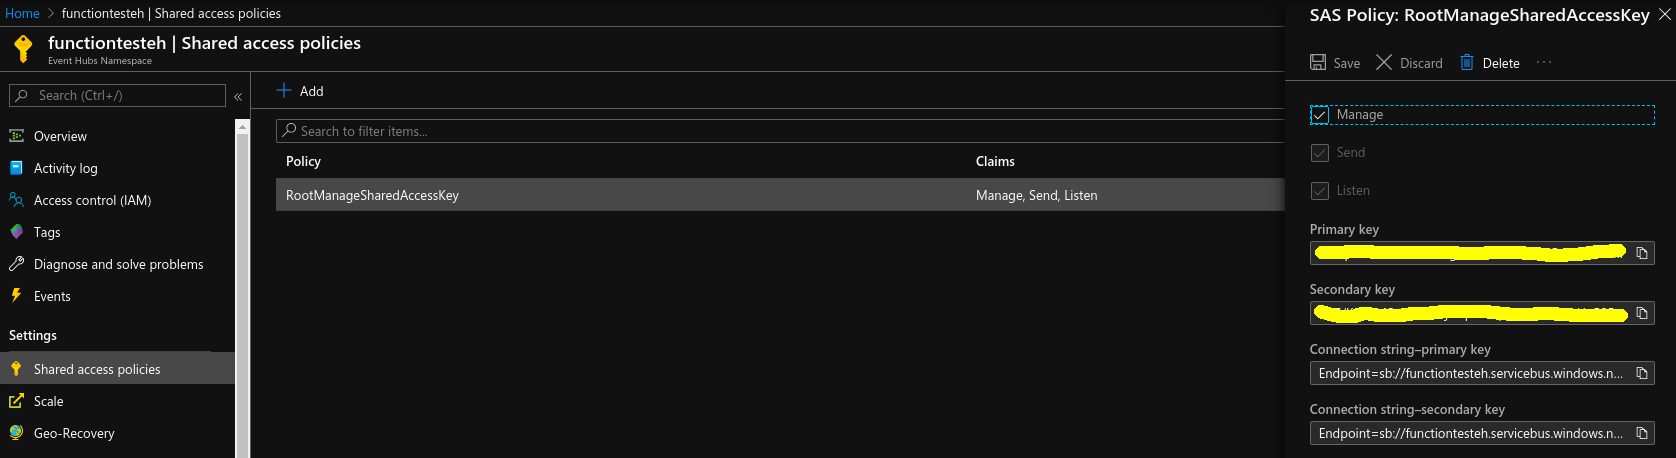 Home > functiontesteh | Shared access policies
functiontesteh | Shared access policies
Event Hubs Namespace
Search (Ctrl+/)
«
Overview
Activity log
Access control (IAM)
Tags
Diagnose and solve problems
Events
Settings
Shared access policies
Scale
Geo-Recovery
+ Add
Search to filter items...
Policy Claims
RootManageSharedAccessKey Manage, Send, Listen
SAS Policy: RootManageSharedAccessKey
Save Discard Delete ...
Manage
Send
Listen
Primary key
Secondary key
Connection string–primary key
Endpoint=sb://functiontesteh.servicebus.windows.n...
Connection string–secondary key
Endpoint=sb://functiontesteh.servicebus.windows.n...